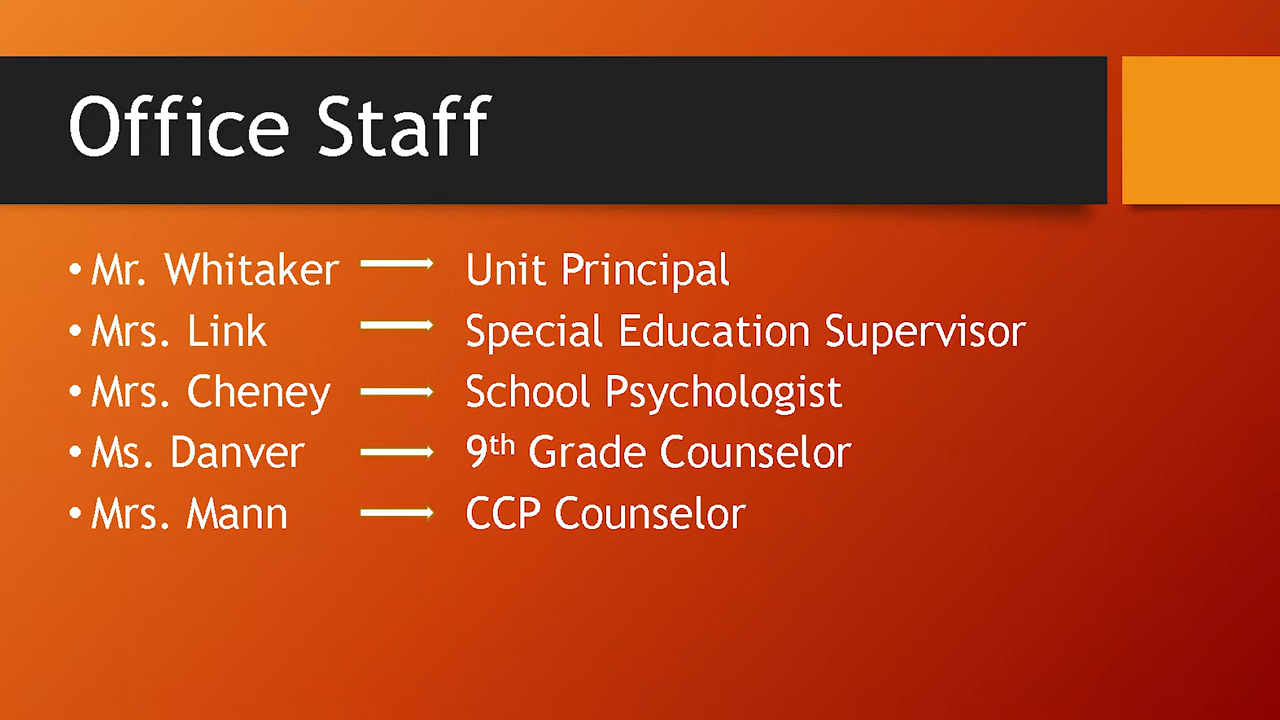 Office Staff
• Mr. Whitaker → Unit Principal
• Mrs. Link → Special Education Supervisor
• Mrs. Cheney → School Psychologist
• Ms. Danver → 9th Grade Counselor
• Mrs. Mann → CCP Counselor